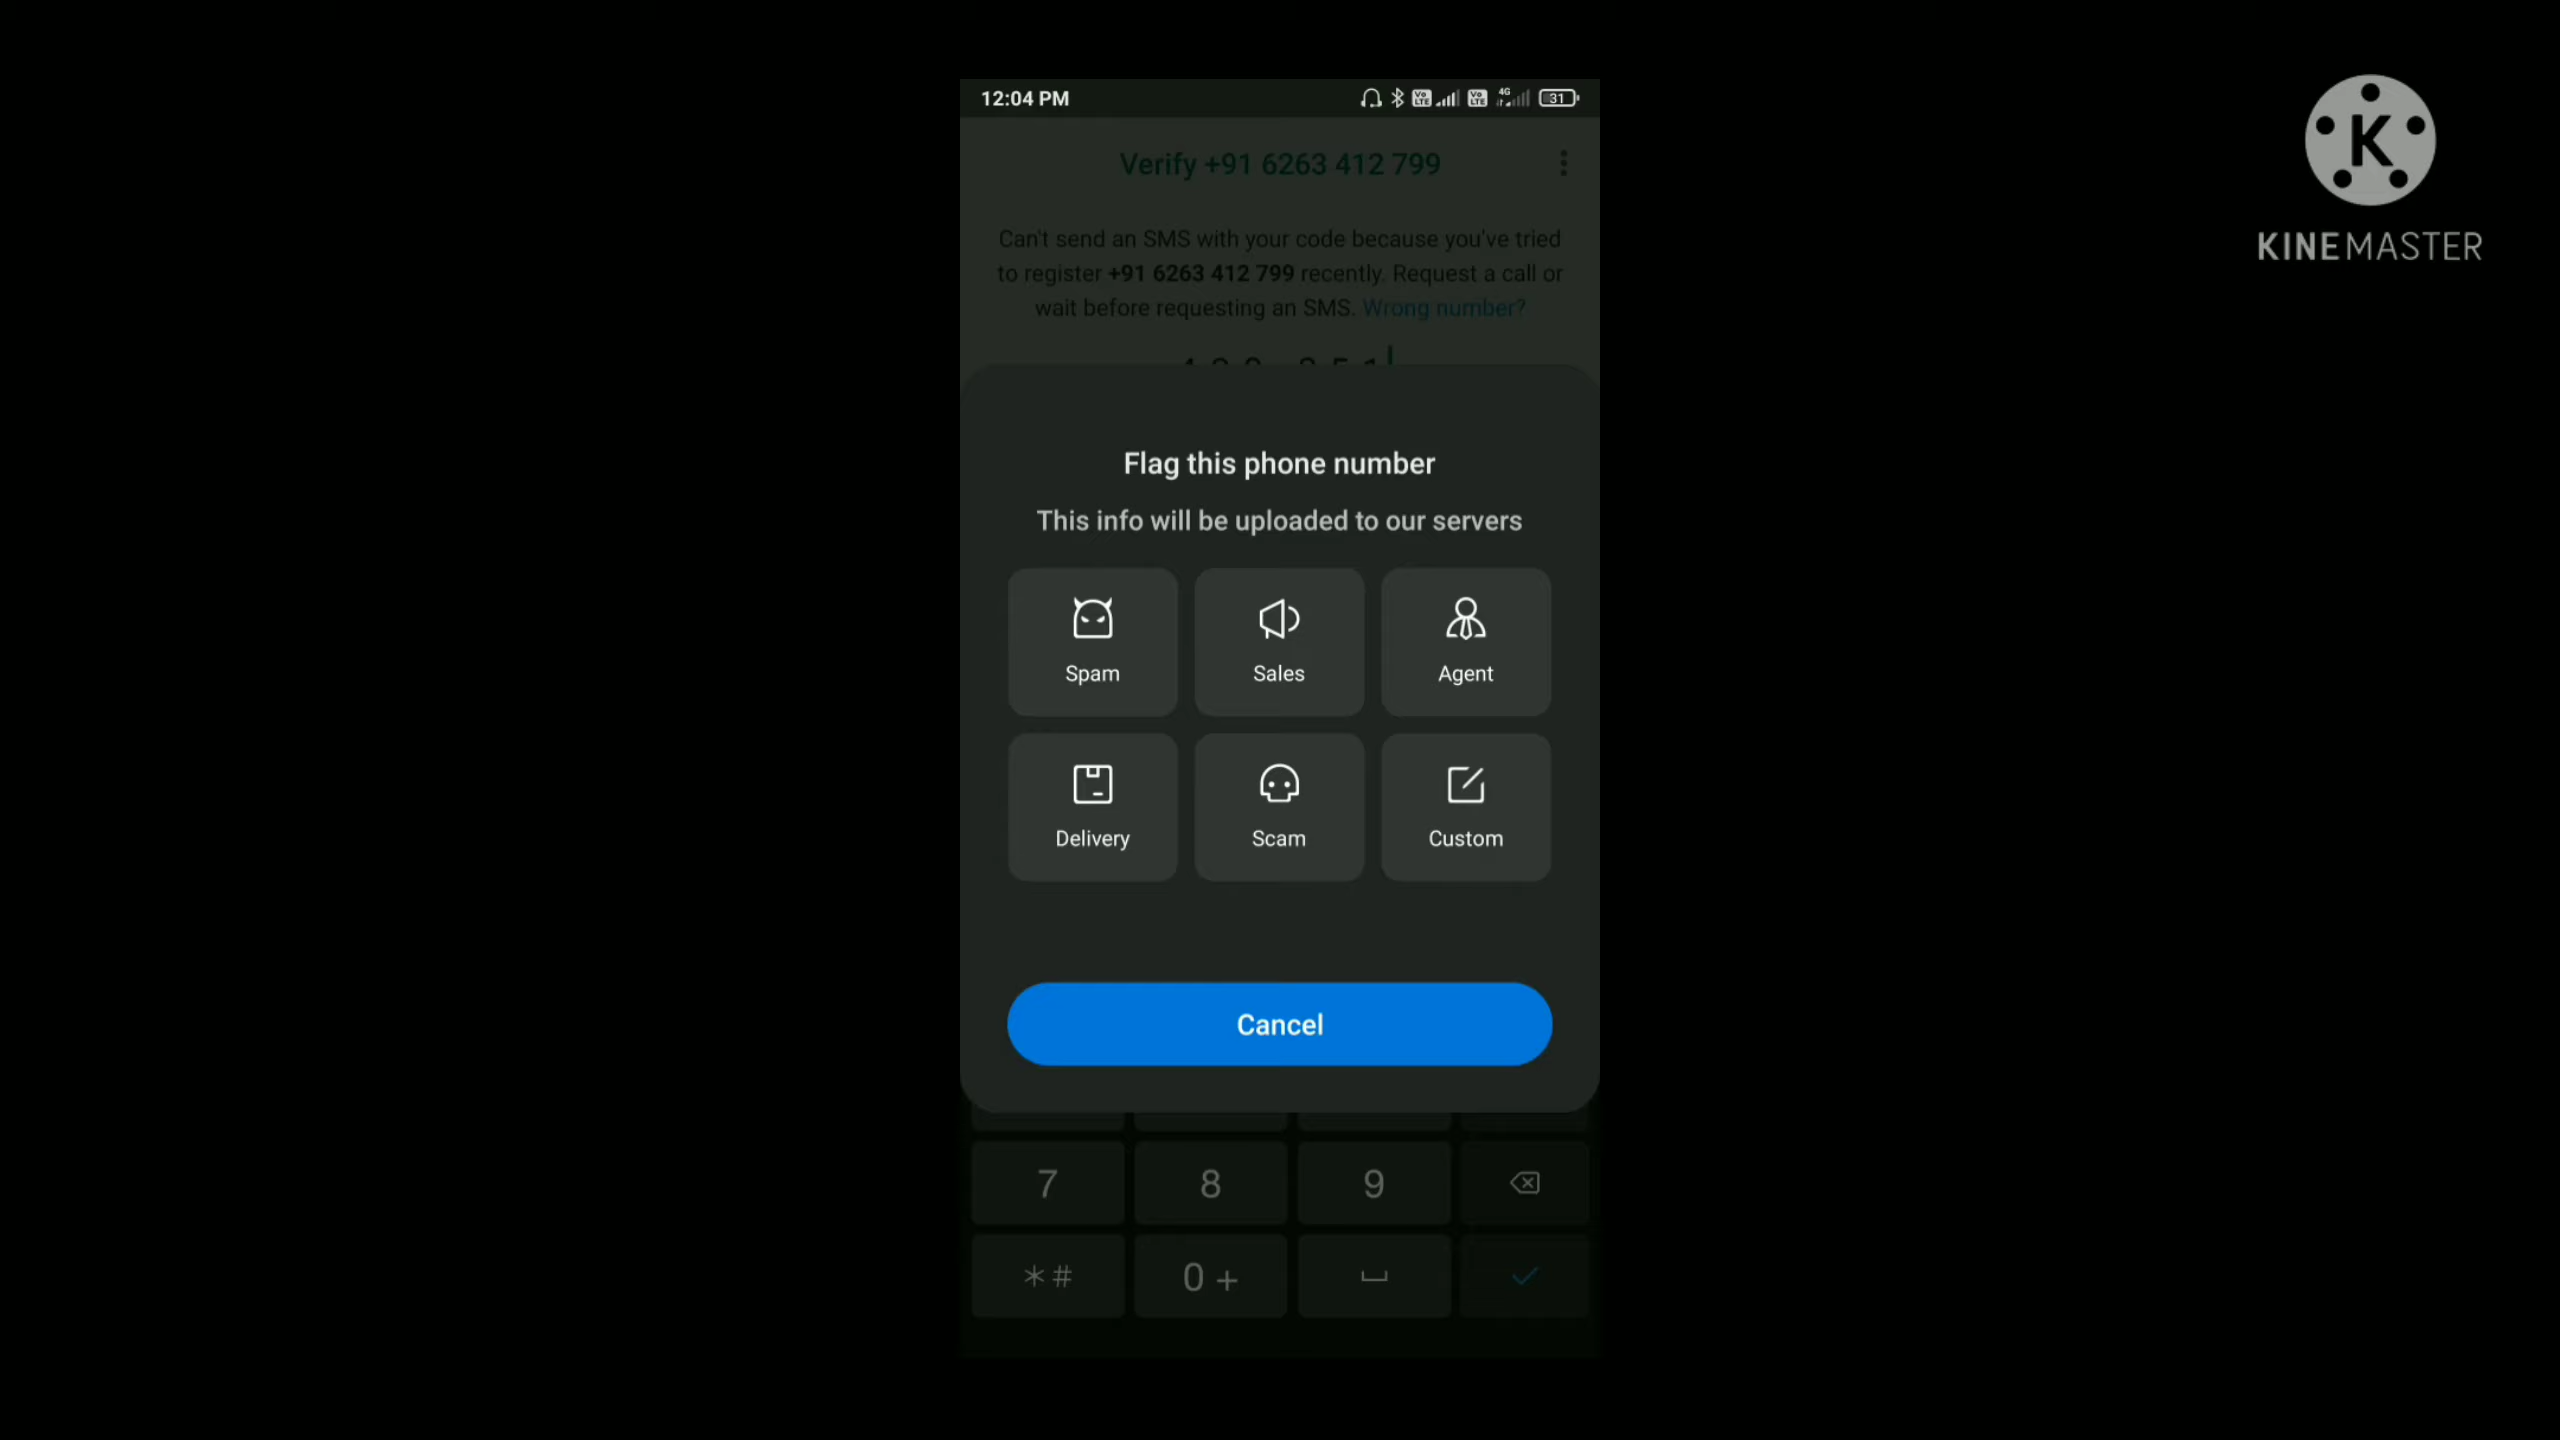 12:04 PM
4G
31
Verify +91 6263 412 799
Can't send an SMS with your code because you've tried
to register +91 6263 412 799 recently. Request a call or
wait before requesting an SMS. Wrong number?
Flag this phone number
This info will be uploaded to our servers
Spam
Sales
Agent
Delivery
Scam
Custom
Cancel
7
8
9
*#
0 +
K
KINEMASTER